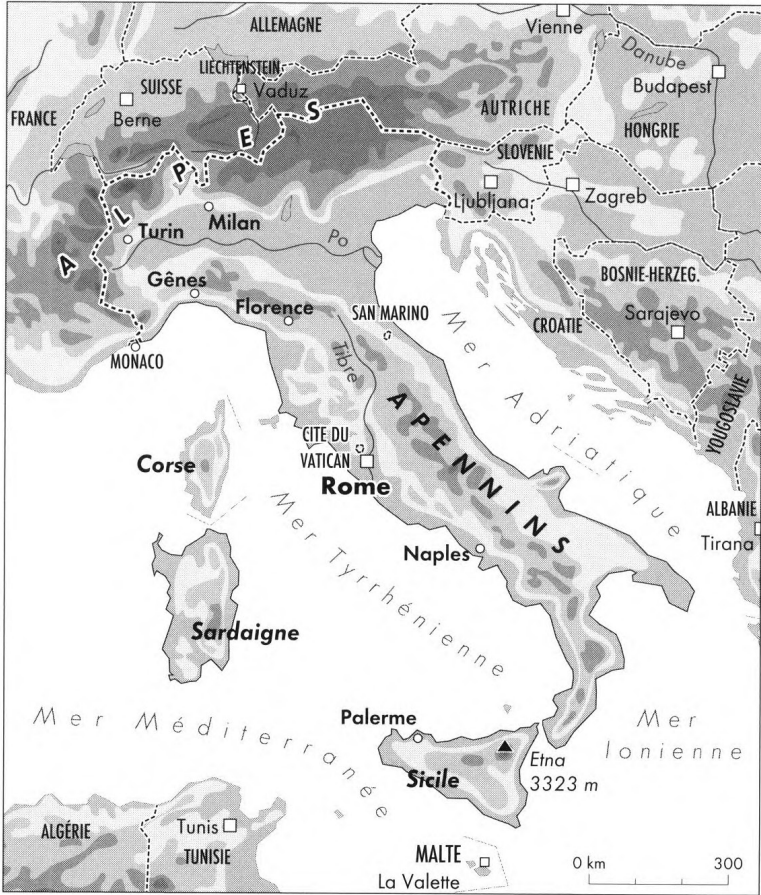 ALLEMAGNE
Vienne
Danube
LIECHTENSTEIN
SUISSE
Vaduz
Budapest
Berne
AUTRICHE
FRANCE
HONGRIE
ALPES
SLOVENIE
Ljubljana
Zagreb
Turin
Milan
Po
Gênes
BOSNIE-HERZEG.
Florence
SAN MARINO
Sarajevo
CROATIE
MONACO
Tibre
Mer Adriatique
YOUGOSLAVIE
APENNINS
CITE DU
VATICAN
Corse
Rome
ALBANIE
Tirana
Mer Tyrrhénienne
Naples
Sardaigne
Mer Méditerranée
Palerme
Mer
Ionienne
Etna
3323 m
Sicile
ALGÉRIE
Tunis
TUNISIE
MALTE
La Valette
0 km 300